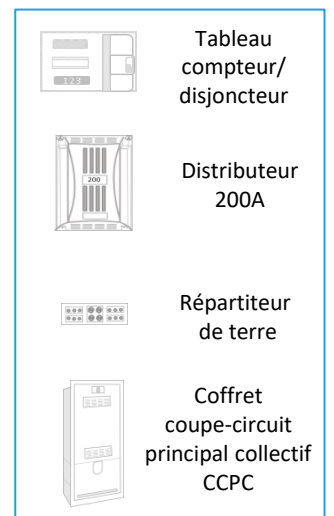 Tableau
compteur/
disjoncteur
123
200
Distributeur
200A
Répartiteur
de terre
Coffret
coupe-circuit
principal collectif
CCPC